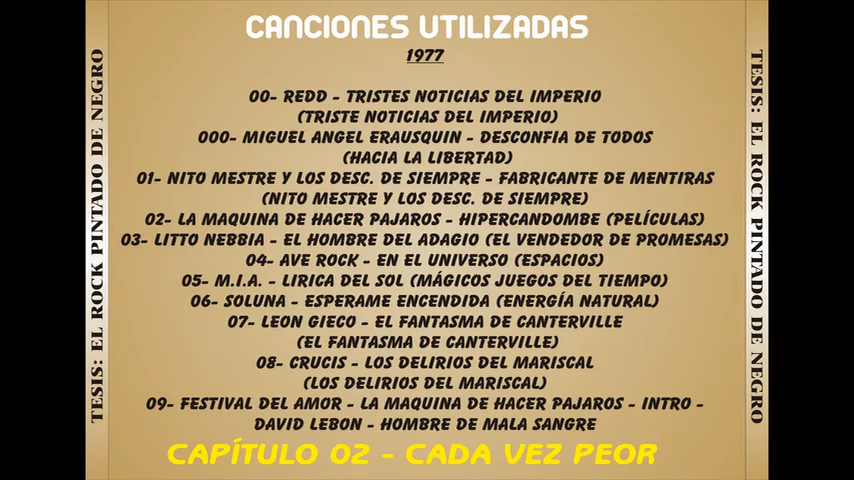 CANCIONES UTILIZADAS
1977
00- REDD - TRISTES NOTICIAS DEL IMPERIO
(TRISTE NOTICIAS DEL IMPERIO)
000- MIGUEL ANGEL ERAUSQUIN - DESCONFIA DE TODOS
(HACIA LA LIBERTAD)
01- NITO MESTRE Y LOS DESC. DE SIEMPRE - FABRICANTE DE MENTIRAS
(NITO MESTRE Y LOS DESC. DE SIEMPRE)
02- LA MAQUINA DE HACER PAJAROS - HIPERCANDOMBE (PELÍCULAS)
03- LITTO NEBBIA - EL HOMBRE DEL ADAGIO (EL VENDEDOR DE PROMESAS)
04- AVE ROCK - EN EL UNIVERSO (ESPACIOS)
05- M.I.A. - LIRICA DEL SOL (MÁGICOS JUEGOS DEL TIEMPO)
06- SOLUNA - ESPERAME ENCENDIDA (ENERGÍA NATURAL)
07- LEON GIECO - EL FANTASMA DE CANTERVILLE
(EL FANTASMA DE CANTERVILLE)
08- CRUCIS - LOS DELIRIOS DEL MARISCAL
(LOS DELIRIOS DEL MARISCAL)
09- FESTIVAL DEL AMOR - LA MAQUINA DE HACER PAJAROS - INTRO -
DAVID LEBON - HOMBRE DE MALA SANGRE
CAPÍTULO 02 - CADA VEZ PEOR
TESIS: EL ROCK PINTADO DE NEGRO
TESIS: EL ROCK PINTADO DE NEGRO